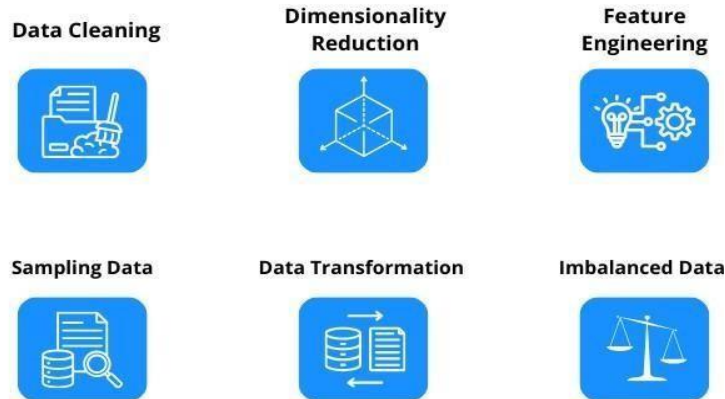 Data Cleaning
Dimensionality
Reduction
Feature
Engineering
Sampling Data
Data Transformation
Imbalanced Data